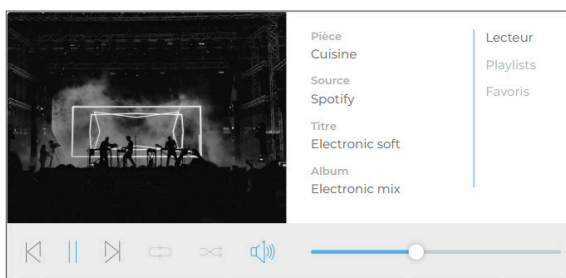 Pièce
Cuisine
Source
Spotify
Titre
Electronic soft
Album
Electronic mix
Lecteur
Playlists
Favoris